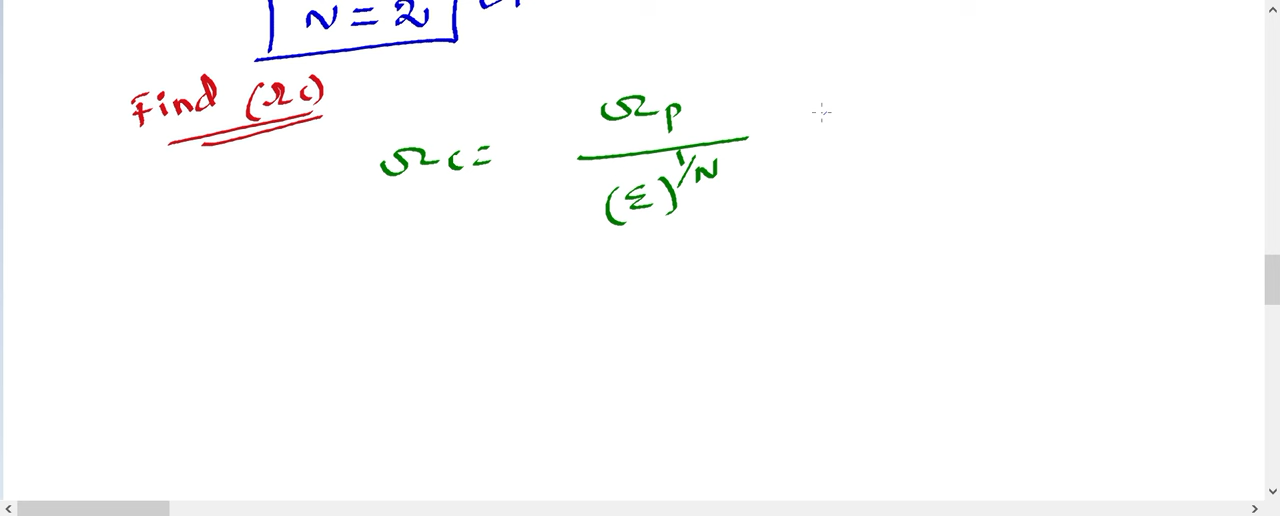 N = 2
Find (Ωc)
Ωc = Ωp / (ε)^1/N